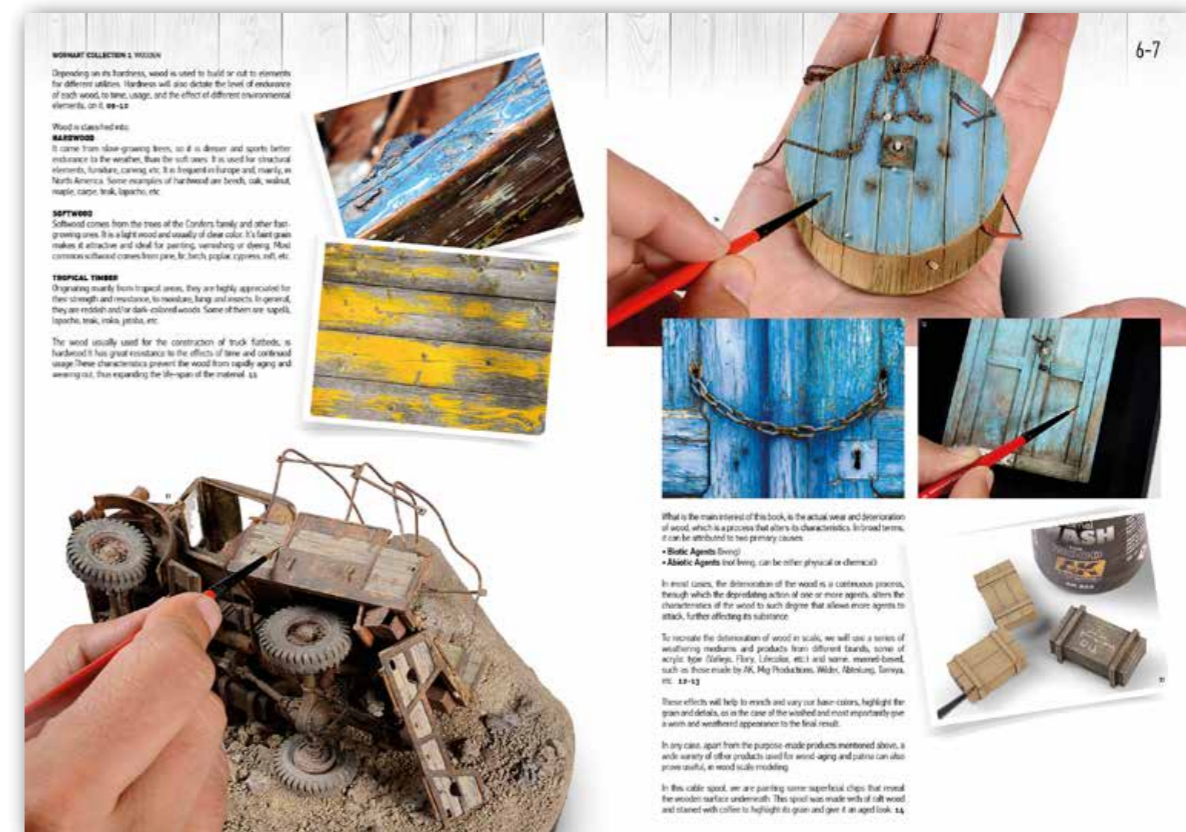 WORNART COLLECTION 1 WOODEN
Depending on its hardness, wood is used to build or cut to elements
for different utilities. Hardness will also dictate the level of endurance
of each wood, to time, usage, and the effect of different environmental
elements, on it. 09-10
Wood is classified into:
HARDWOOD
It come from slow-growing trees, so it is denser and sports better
endurance to the weather, than the soft ones. It is used for structural
elements, furniture, carving, etc. It is frequent in Europe and, mainly, in
North America. Some examples of hardwood are beech, oak, walnut,
maple, carpe, teak, lapacho, etc
SOFTWOOD
Softwood comes from the trees of the Conifers family and other fast-
growing ones. It is a light wood and usually of clear color. It's faint grain
makes it attractive and ideal for painting, varnishing or dyeing. Most
common softwood comes from pine, fir, birch, poplar, cypress, etc.
TROPICAL TIMBER
Originating mainly from tropical areas, they are highly appreciated for
their strength and resistance, to moisture, fungi and insects. In general,
they are reddish and/or dark-colored woods. Some of them are: sapelli,
lapacho, teak, iroko, jatoba, etc.
The wood usually used for the construction of truck flatbeds, is
hardwood.It has great resistance to the effects of time and continued
usage.These characteristics prevent the wood from rapidly aging and
wearing out, thus expanding the life-span of the material. 11
6-7
What is the main interest of this book, is the actual wear and deterioration
of wood, which is a process that alters its characteristics. In broad terms,
it can be attributed to two primary causes:
• Biotic Agents (living)
• Abiotic Agents (not living, can be either physical or chemical)
In most cases, the deterioration of the wood is a continuous process,
through which the depredating action of one or more agents, alters the
characteristics of the wood to such degree that allows more agents to
attack, further affecting its substance.
To recreate the deterioration of wood in scale, we will use a series of
weathering mediums and products from different brands, some of
acrylic type (Vallejo, Flory, Lifecolor, etc.) and some, enamel-based,
such as those made by AK, Mig Productions, Wilder, Abteilung, Tamiya,
etc. 12-13
These effects will help to enrich and vary our base-colors, highlight the
grain and details, as in the case of the washed and most importantly give
a worn and weathered appearance to the final result.
In any case, apart from the purpose-made products mentioned above, a
wide variety of other products used for wood-aging and patina can also
prove useful, in wood scale modeling.
In this cable spool, we are painting some superficial chips that reveal
the wooden surface underneath. This spool was made with of raft wood
and stained with coffee to highlight its grain and give it an aged look. 14
ASH
AK